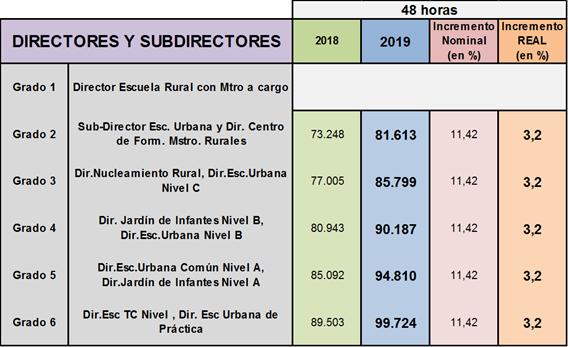 48 horas
DIRECTORES Y SUBDIRECTORES 2018 2019 Incremento Nominal (en %) Incremento REAL (en %)
Grado 1 Director Escuela Rural con Mtro a cargo
Grado 2 Sub-Director Esc. Urbana y Dir. Centro de Form. Mstro. Rurales 73.248 81.613 11,42 3,2
Grado 3 Dir.Nucleamiento Rural, Dir.Esc.Urbana Nivel C 77.005 85.799 11,42 3,2
Grado 4 Dir. Jardín de Infantes Nivel B, Dir.Esc.Urbana Nivel B 80.943 90.187 11,42 3,2
Grado 5 Dir.Esc.Urbana Común Nivel A, Dir.Jardín de Infantes Nivel A 85.092 94.810 11,42 3,2
Grado 6 Dir.Esc TC Nivel , Dir. Esc Urbana de Práctica 89.503 99.724 11,42 3,2